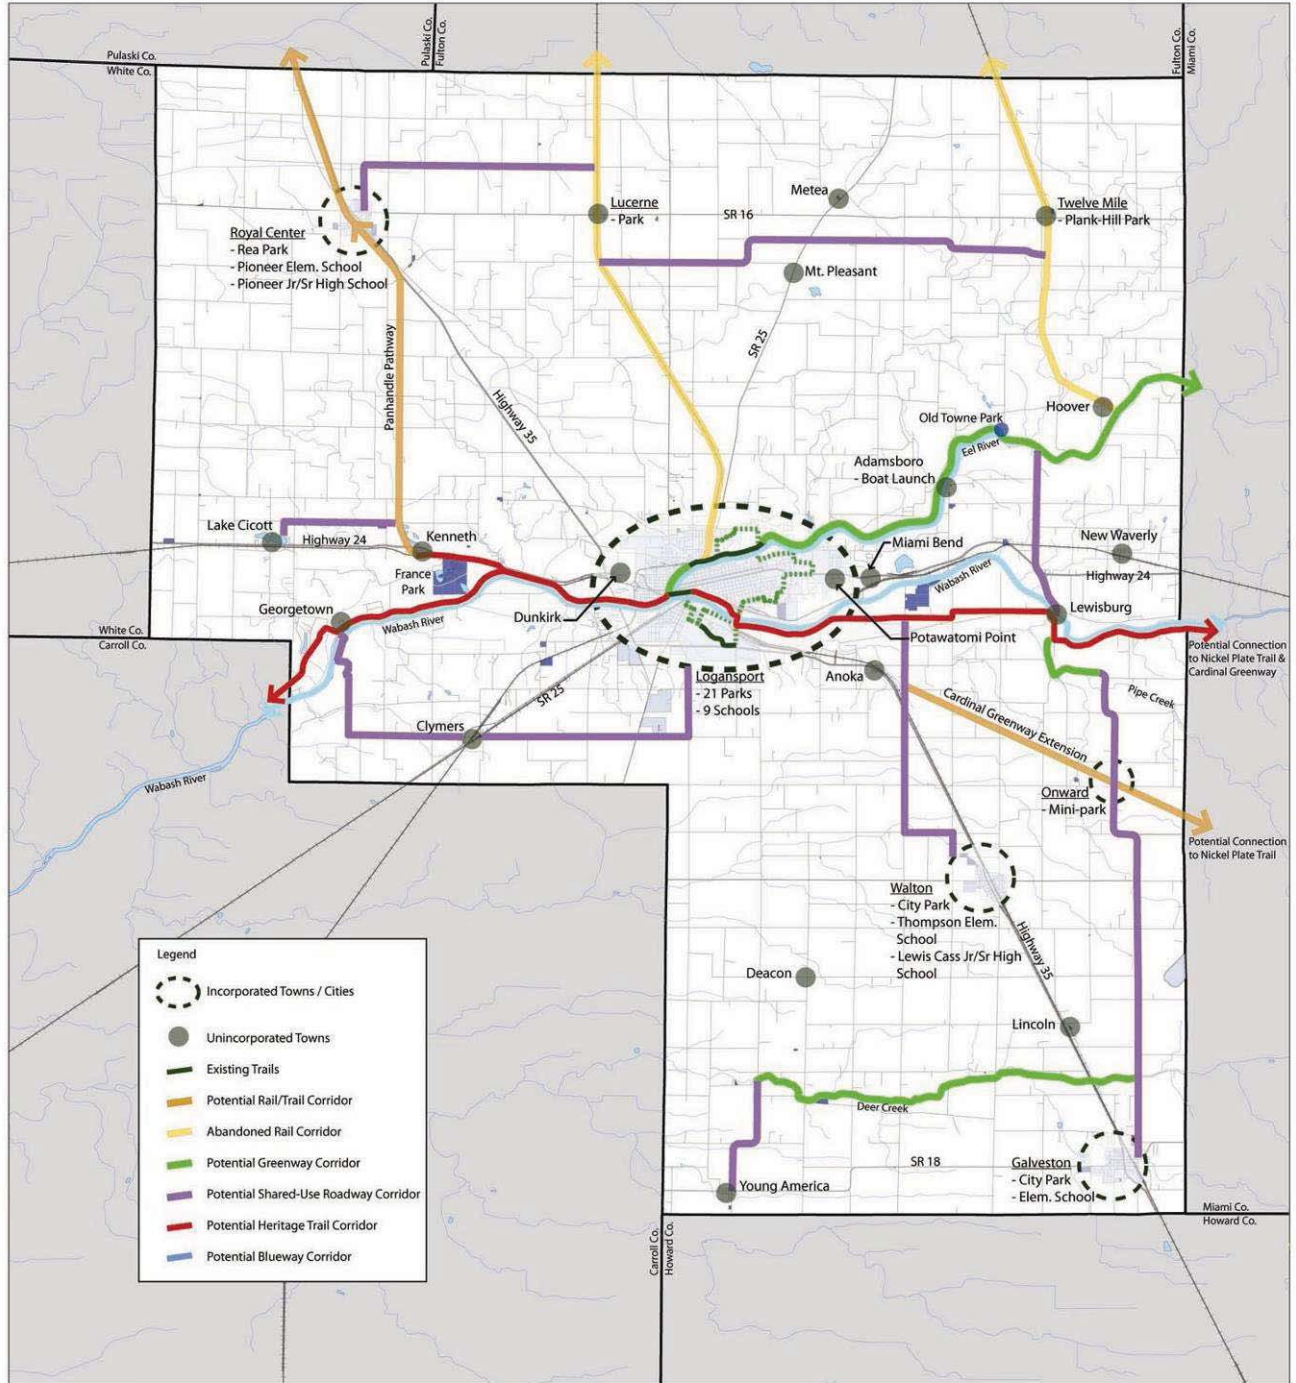 Pulaski Co.
White Co.
Pulaski Co.
Fulton Co.
Fulton Co.
Miami Co.
Metea
Lucerne
- Park
SR 16
Twelve Mile
- Plank-Hill Park
Royal Center
- Rea Park
- Pioneer Elem. School
- Pioneer Jr/Sr High School
Mt. Pleasant
SR 25
Panhandle Pathway
Highway 35
Hoover
Old Towne Park
Eel River
Adamsboro
- Boat Launch
Lake Cicott
Highway 24
Kenneth
France
Park
Miami Bend
New Waverly
Highway 24
Wabash River
Georgetown
Wabash River
Dunkirk
Lewisburg
Potawatomi Point
White Co.
Carroll Co.
Potential Connection
to Nickel Plate Trail &
Cardinal Greenway
Logansport
- 21 Parks
- 9 Schools
Anoka
SR 25
Pipe Creek
Clymers
Cardinal Greenway Extension
Wabash River
Onward
- Mini-park
Potential Connection
to Nickel Plate Trail
Walton
- City Park
- Thompson Elem.
School
- Lewis Cass Jr/Sr High
School
Highway 35
Deacon
Lincoln
Legend
Incorporated Towns / Cities
Unincorporated Towns
Existing Trails
Potential Rail/Trail Corridor
Abandoned Rail Corridor
Potential Greenway Corridor
Potential Shared-Use Roadway Corridor
Potential Heritage Trail Corridor
Potential Blueway Corridor
Deer Creek
SR 18
Galveston
- City Park
- Elem. School
Young America
Miami Co.
Howard Co.
Carroll Co.
Howard Co.